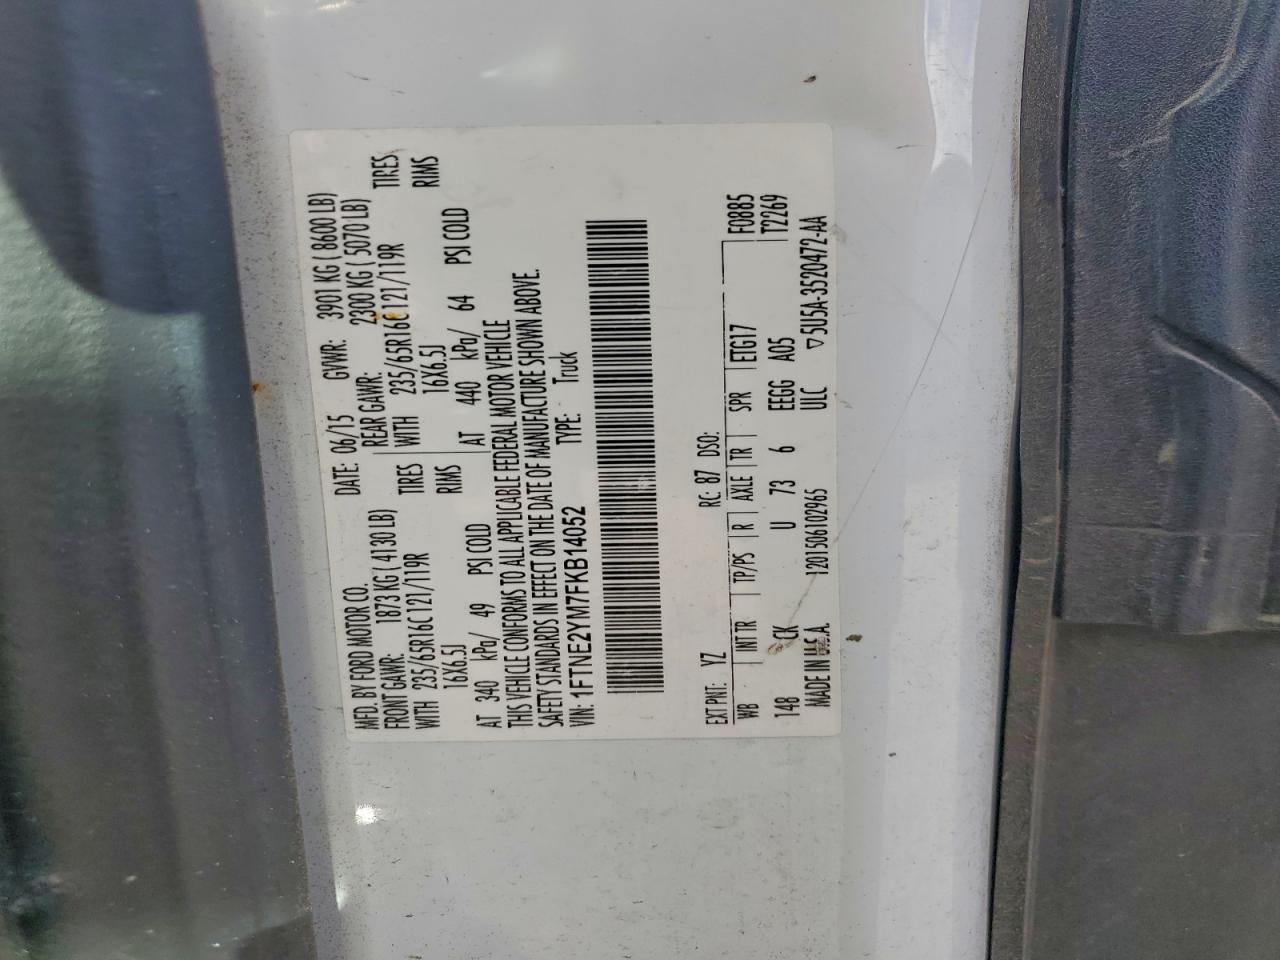 MFD. BY FORD MOTOR CO. DATE: 06/15 GVWR: 3901 KG ( 8600 LB)
FRONT GAWR: 1873 KG ( 4130 LB) REAR GAWR: 2300 KG ( 5070 LB)
WITH 235/65R16C 121/119R TIRES WITH 235/65R16C 121/119R TIRES
16X6.5J RIMS 16X6.5J RIMS
AT 340 kPa/ 49 PSI COLD AT 440 kPa/ 64 PSI COLD
THIS VEHICLE CONFORMS TO ALL APPLICABLE FEDERAL MOTOR VEHICLE
SAFETY STANDARDS IN EFFECT ON THE DATE OF MANUFACTURE SHOWN ABOVE.
VIN: 1FTNE2YM7FKB14052 TYPE: Truck
EXT PNT: YZ RC: 87 DSO: F0885
WB INT TR TP/PS R AXLE TR SPR ETG17 T2269
148 CK U 73 6 EEGG A05
MADE IN U.S.A. 1201506102965 ULC ▽5U5A-3520472-AA